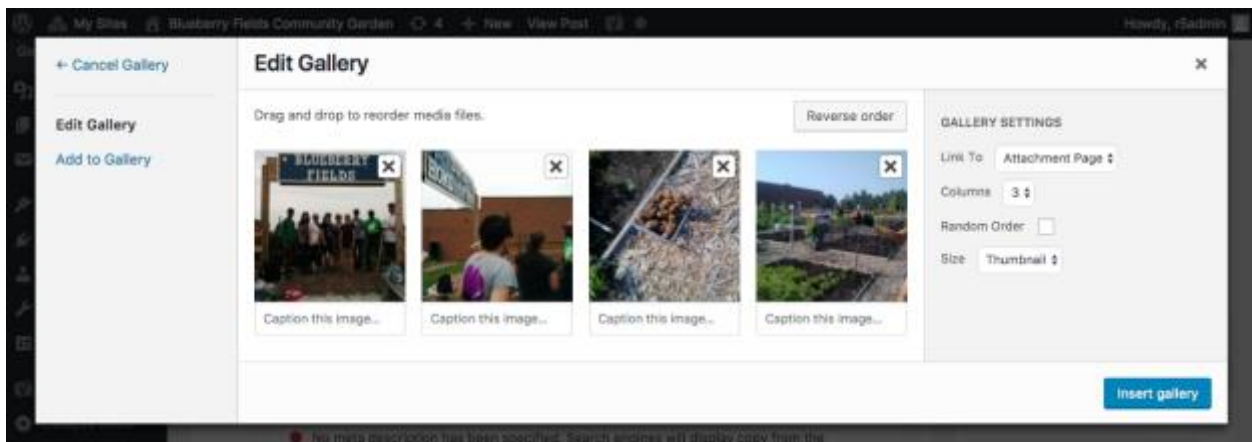 My Sites Blueberry Fields Community Garden 4 New View Post Howdy, r5admin
← Cancel Gallery
Edit Gallery
Add to Gallery
Edit Gallery
Drag and drop to reorder media files.
Reverse order
BLUEBERRY
FIELDS
Caption this image...
Caption this image...
Caption this image...
Caption this image...
GALLERY SETTINGS
Link To Attachment Page
Columns 3
Random Order
Size Thumbnail
Insert gallery
No meta description has been specified. Search engines will display copy from the